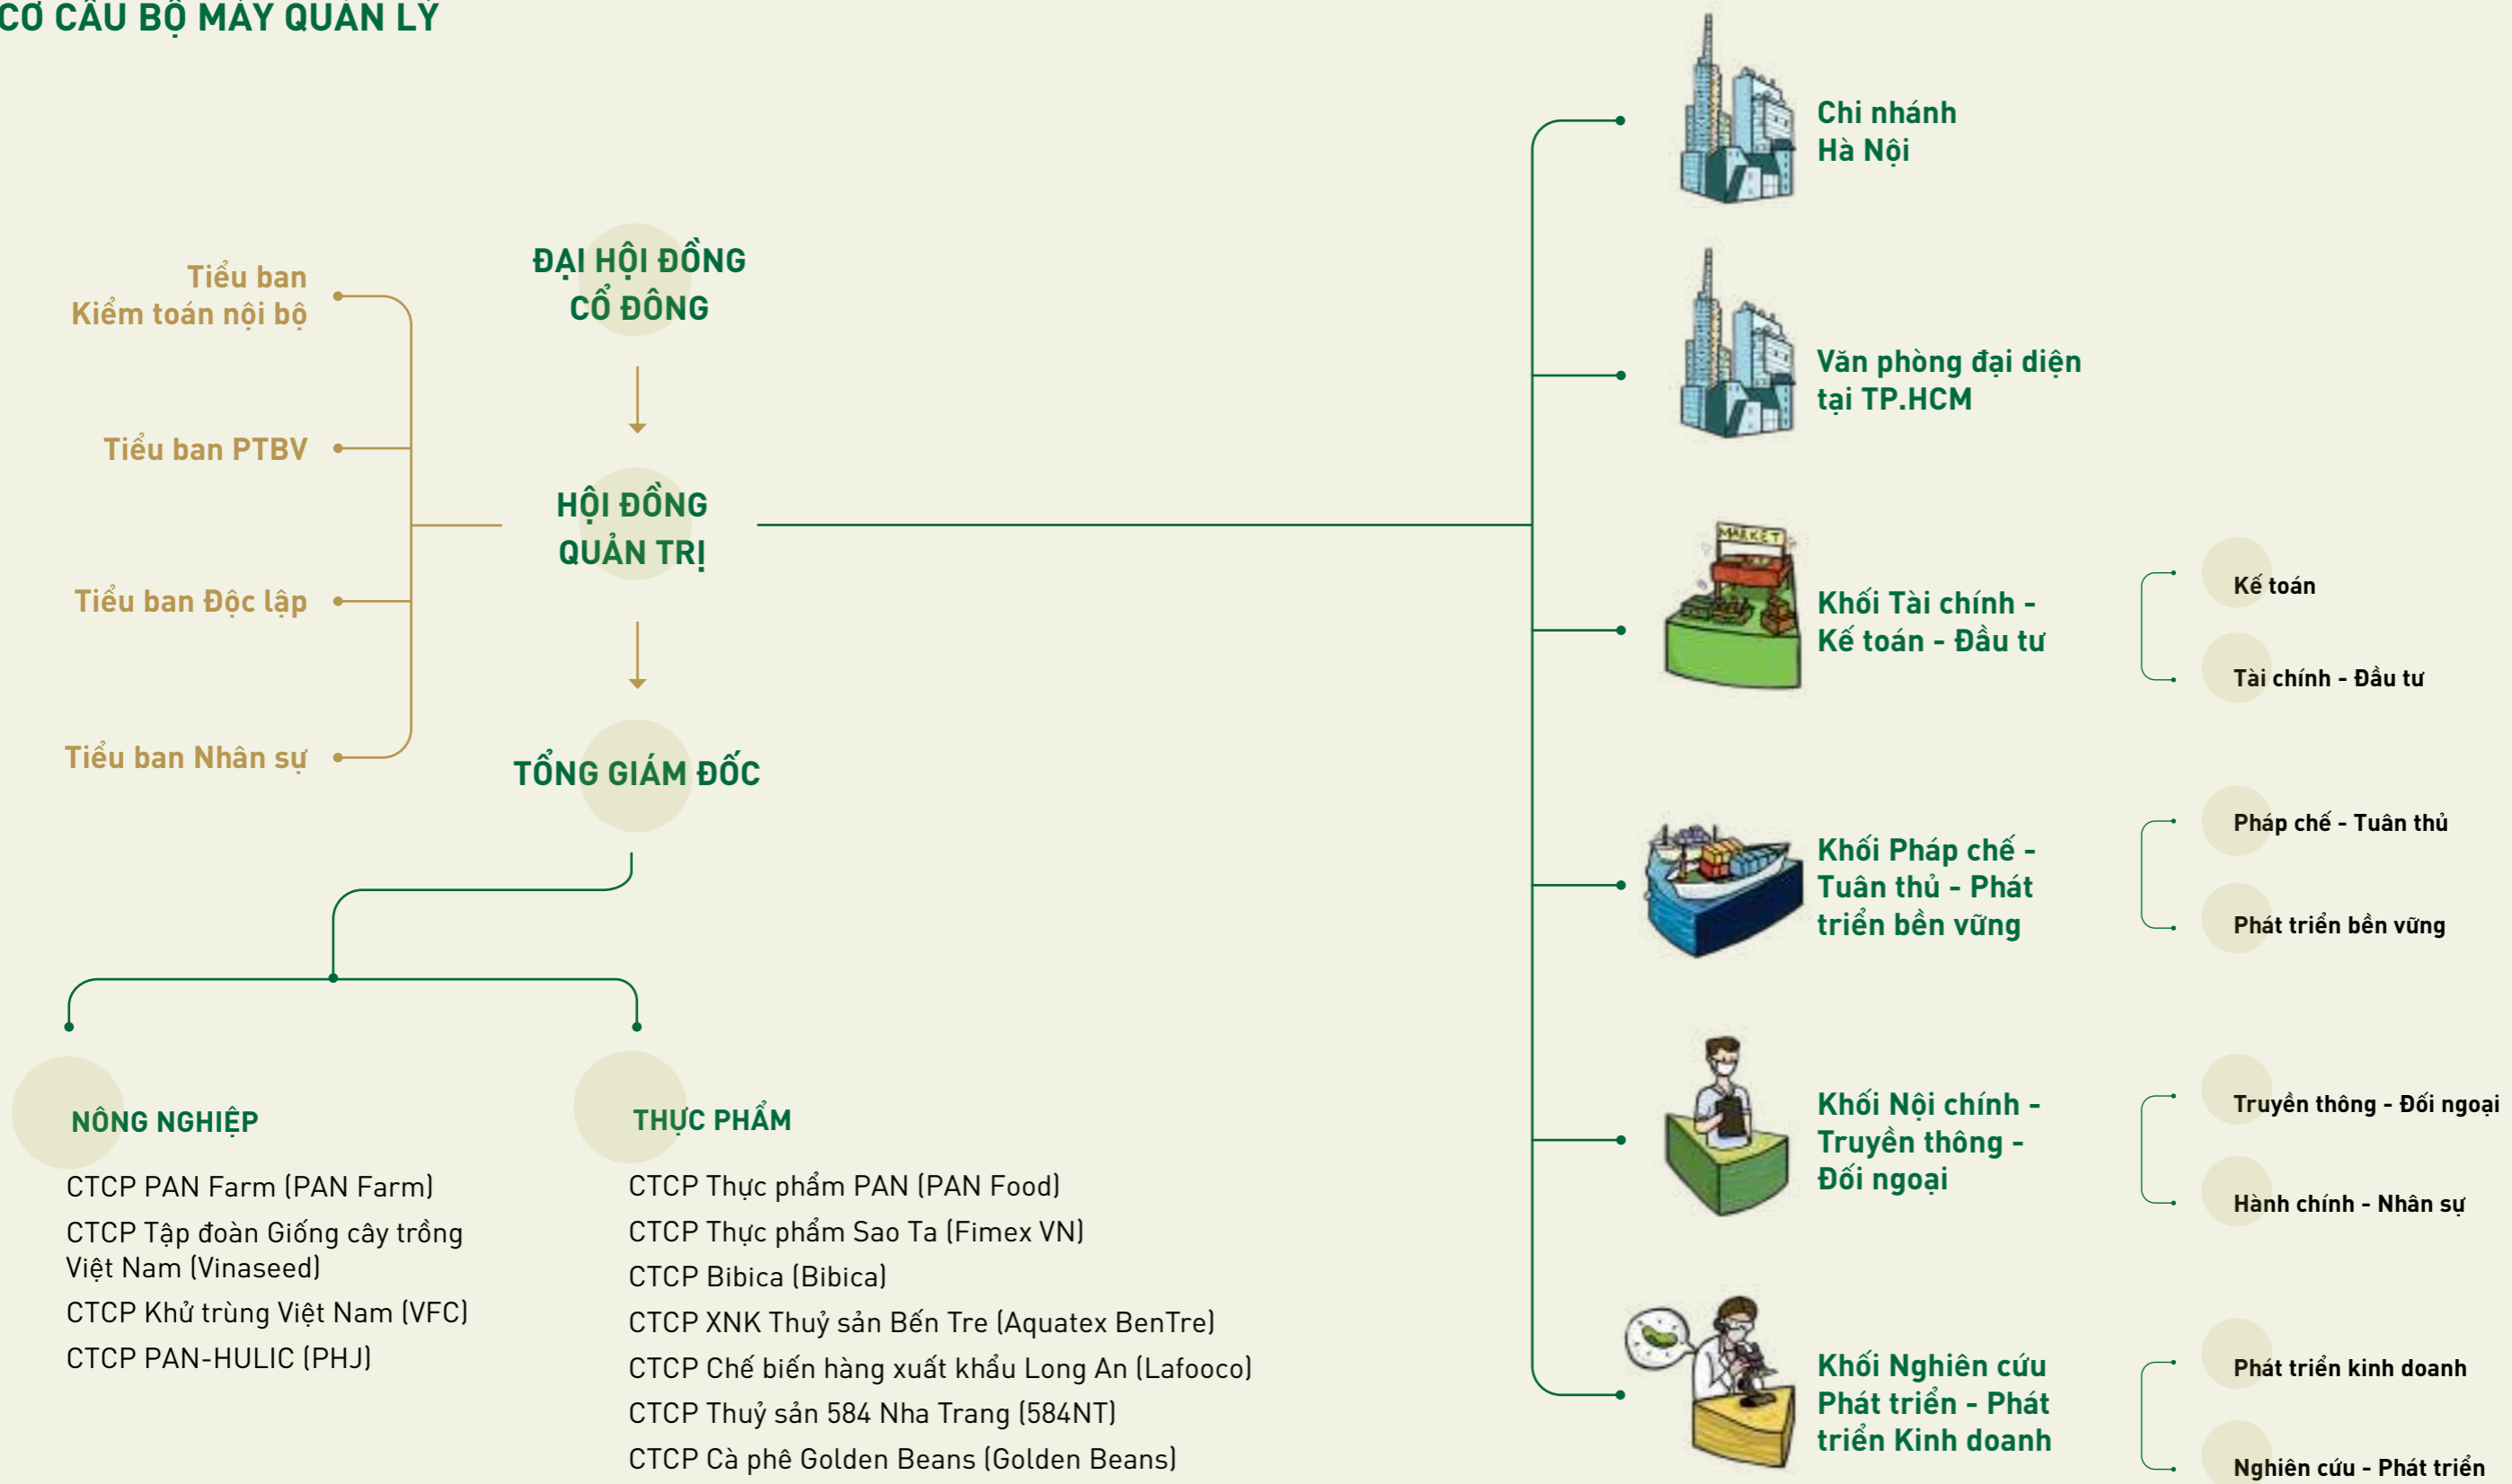 CƠ CẤU BỘ MÁY QUẢN LÝ
Tiểu ban
Kiểm toán nội bộ
Tiểu ban PTBV
Tiểu ban Độc lập
Tiểu ban Nhân sự
ĐẠI HỘI ĐỒNG
CỔ ĐÔNG
HỘI ĐỒNG
QUẢN TRỊ
TỔNG GIÁM ĐỐC
NÔNG NGHIỆP
CTCP PAN Farm (PAN Farm)
CTCP Tập đoàn Giống cây trồng
Việt Nam (Vinaseed)
CTCP Khử trùng Việt Nam (VFC)
CTCP PAN-HULIC (PHJ)
THỰC PHẨM
CTCP Thực phẩm PAN (PAN Food)
CTCP Thực phẩm Sao Ta (Fimex VN)
CTCP Bibica (Bibica)
CTCP XNK Thuỷ sản Bến Tre (Aquatex BenTre)
CTCP Chế biến hàng xuất khẩu Long An (Lafooco)
CTCP Thuỷ sản 584 Nha Trang (584NT)
CTCP Cà phê Golden Beans (Golden Beans)
Chi nhánh
Hà Nội
Văn phòng đại diện
tại TP.HCM
MARKET
Khối Tài chính -
Kế toán - Đầu tư
Kế toán
Tài chính - Đầu tư
Khối Pháp chế -
Tuân thủ - Phát
triển bền vững
Pháp chế - Tuân thủ
Phát triển bền vững
Khối Nội chính -
Truyền thông -
Đối ngoại
Truyền thông - Đối ngoại
Hành chính - Nhân sự
Khối Nghiên cứu
Phát triển - Phát
triển Kinh doanh
Phát triển kinh doanh
Nghiên cứu - Phát triển